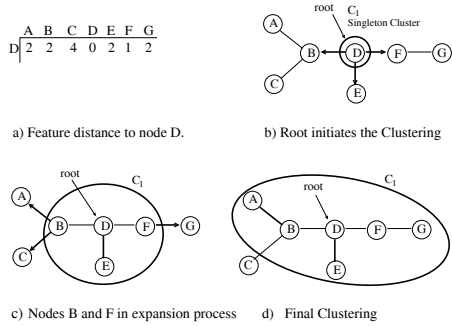 A B C D E F G
D 2 2 4 0 2 1 2
a) Feature distance to node D.
root C1
Singleton Cluster
A
B D F G
C
E
b) Root initiates the Clustering
root C1
A
B D F G
C E
c) Nodes B and F in expansion process
root C1
A
B D F G
C E
d) Final Clustering